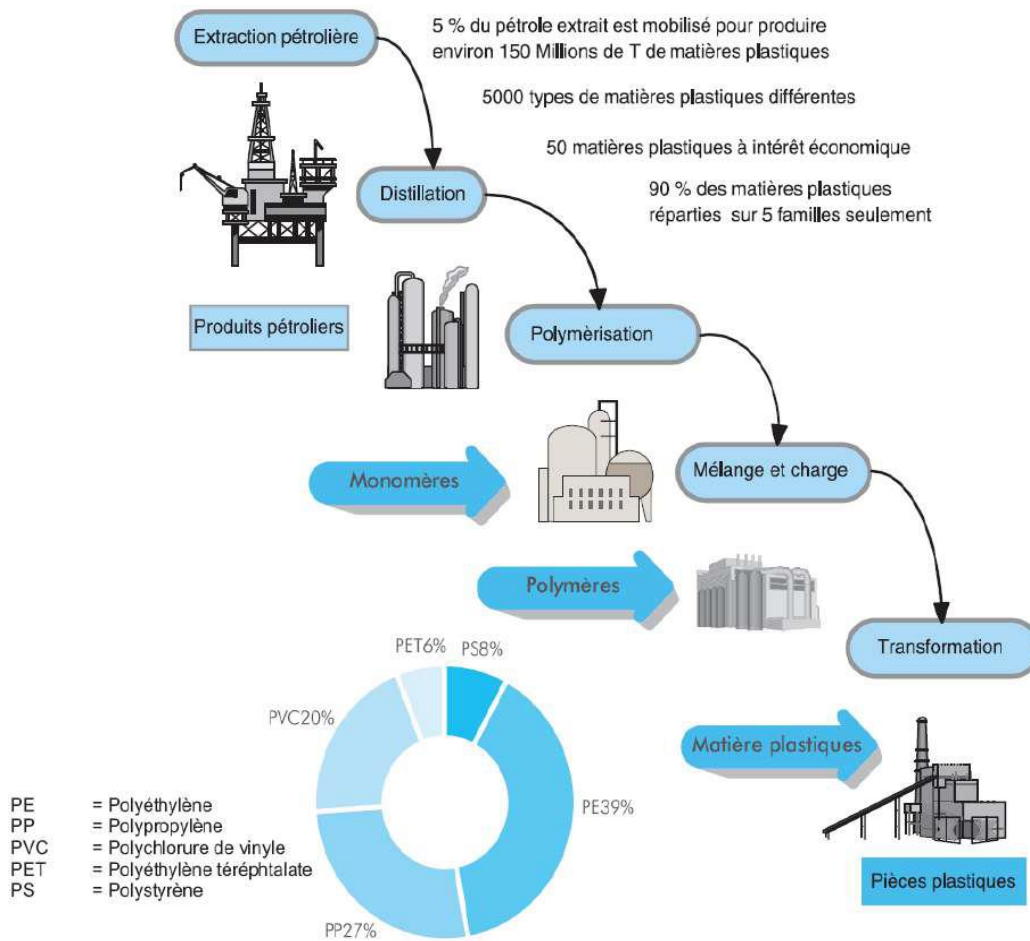 Extraction pétrolière
5 % du pétrole extrait est mobilisé pour produire
environ 150 Millions de T de matières plastiques
5000 types de matières plastiques différentes
50 matières plastiques à intérêt économique
Distillation
90 % des matières plastiques
réparties sur 5 familles seulement
Produits pétroliers
Polymèrisation
Monomères
Mélange et charge
Polymères
Transformation
PET6%
PS8%
PVC20%
PE39%
PP27%
Matière plastiques
Pièces plastiques
PE = Polyéthylène
PP = Polypropylène
PVC = Polychlorure de vinyle
PET = Polyéthylène téréphtalate
PS = Polystyrène